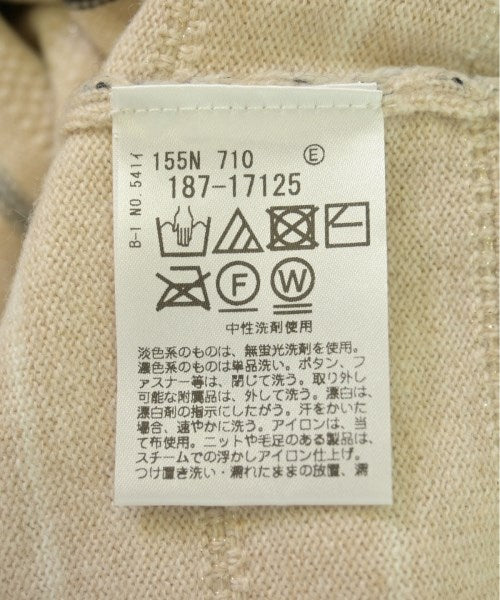 B-I NO.541イ
155N 710 Ⓔ
187-17125
F W
中性洗剤使用
淡色系のものは、無蛍光洗剤を使用。
濃色系のものは単品洗い。ボタン、フ
ァスナー等は、閉じて洗う。取り外し
可能な附属品は、外して洗う。漂白は、
漂白剤の指示にしたがう。汗をかいた
場合、速やかに洗う。アイロンは、当
て布使用。ニットや毛足のある製品は、
スチームでの浮かしアイロン仕上げ。
つけ置き洗い・濡れたままの放置、濡